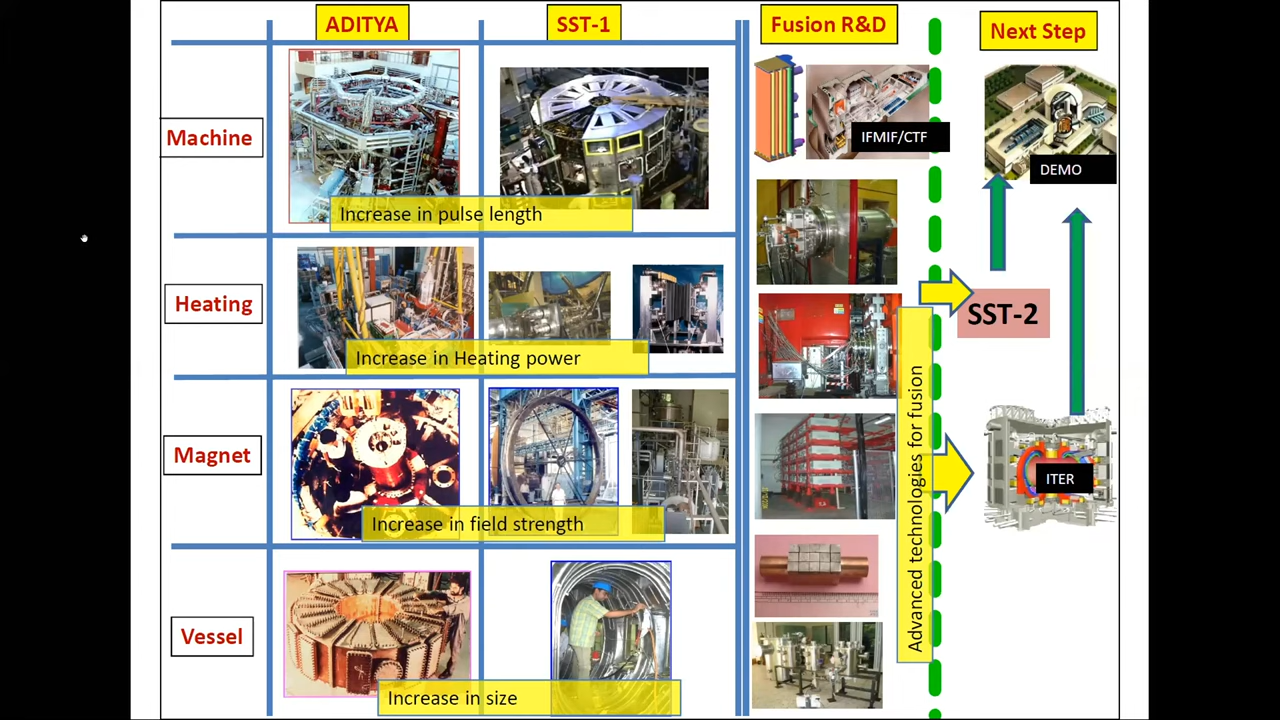 ADITYA
SST-1
Fusion R&D
Next Step
Machine
IFMIF/CTF
DEMO
Increase in pulse length
Heating
SST-2
Increase in Heating power
Magnet
Advanced technologies for fusion
ITER
Increase in field strength
Vessel
Increase in size